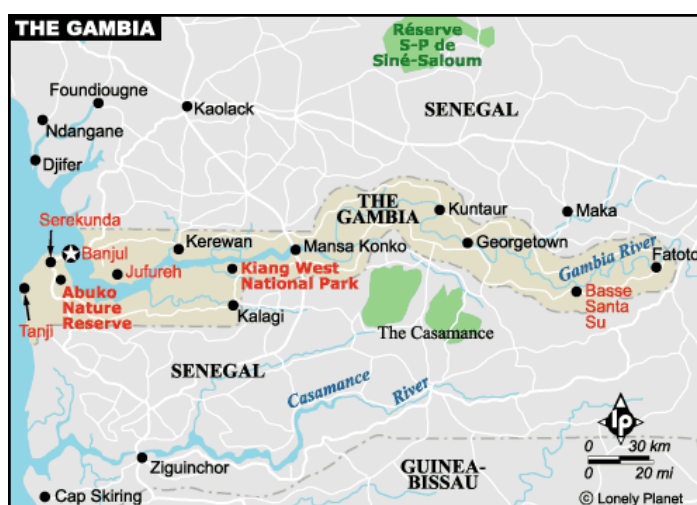 THE GAMBIA
Réserve
S-P de
Siné-Saloum
Foundiougne
Kaolack
SENEGAL
Ndangane
Djifer
THE
GAMBIA
Kuntaur
Maka
Serekunda
Banjul
Kerewan
Mansa Konko
Georgetown
Gambia River
Fatoto
Jufureh
Kiang West
National Park
Abuko
Nature
Reserve
Basse
Santa
Su
Tanji
Kalagi
The Casamance
SENEGAL
Casamance
River
lp
0 30 km
0 20 mi
Ziguinchor
GUINEA-
BISSAU
Cap Skiring
© Lonely Planet